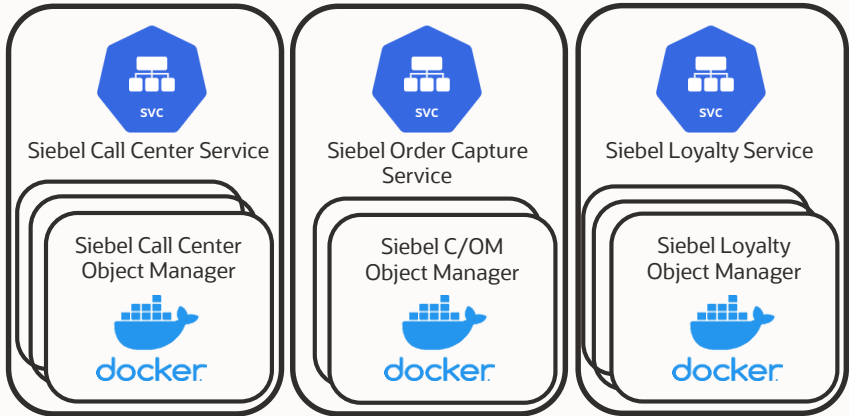 svc
Siebel Call Center Service
Siebel Call Center
Object Manager
docker
svc
Siebel Order Capture
Service
Siebel C/OM
Object Manager
docker
svc
Siebel Loyalty Service
Siebel Loyalty
Object Manager
docker